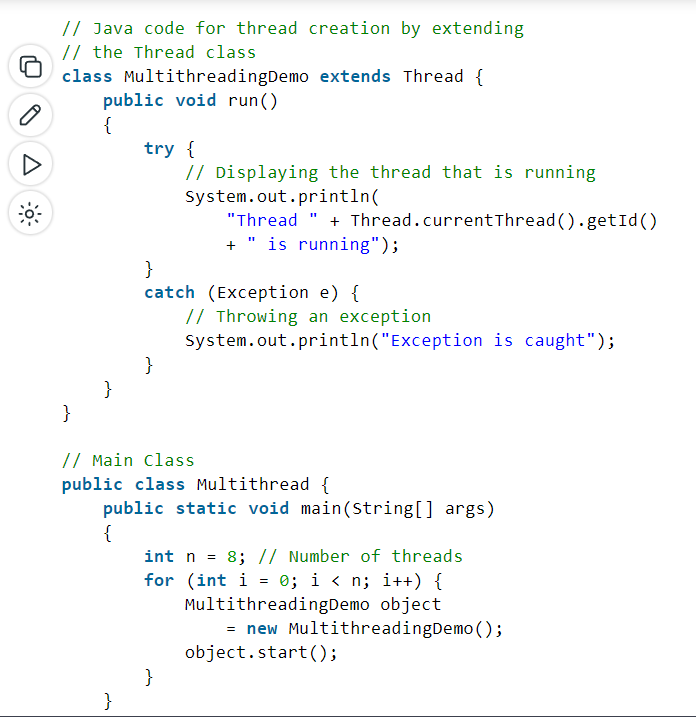 // Java code for thread creation by extending
// the Thread class
class MultithreadingDemo extends Thread {
    public void run()
    {
        try {
            // Displaying the thread that is running
            System.out.println(
                "Thread " + Thread.currentThread().getId()
                + " is running");
        }
        catch (Exception e) {
            // Throwing an exception
            System.out.println("Exception is caught");
        }
    }
}

// Main Class
public class Multithread {
    public static void main(String[] args)
    {
        int n = 8; // Number of threads
        for (int i = 0; i < n; i++) {
            MultithreadingDemo object
                = new MultithreadingDemo();
            object.start();
        }
    }